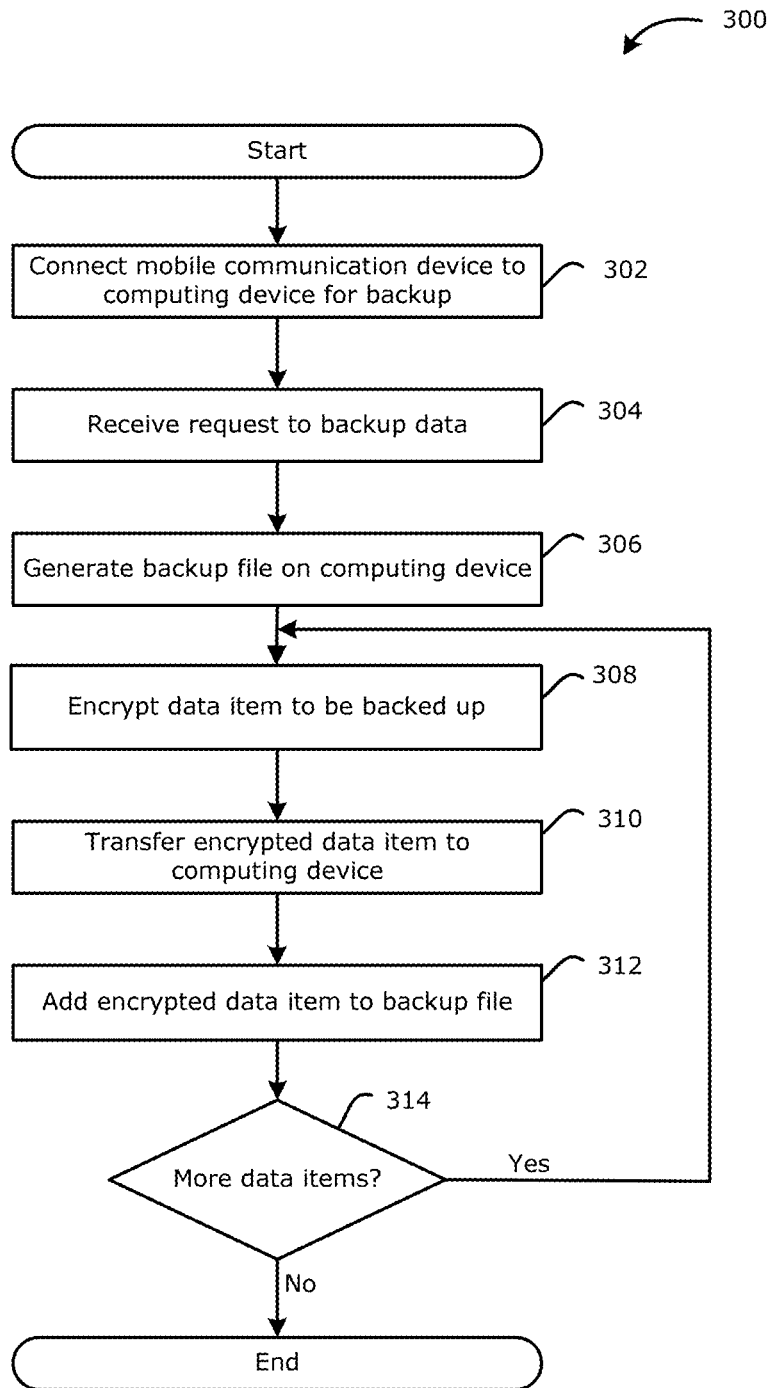 300
Start
Connect mobile communication device to
computing device for backup
302
Receive request to backup data
304
Generate backup file on computing device
306
Encrypt data item to be backed up
308
Transfer encrypted data item to
computing device
310
Add encrypted data item to backup file
312
314
More data items?
Yes
No
End